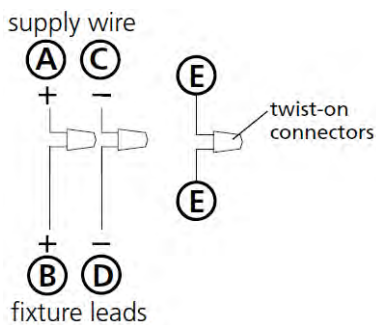 supply wire
A C E
+ −
twist-on
connectors
E
+ −
B D
fixture leads